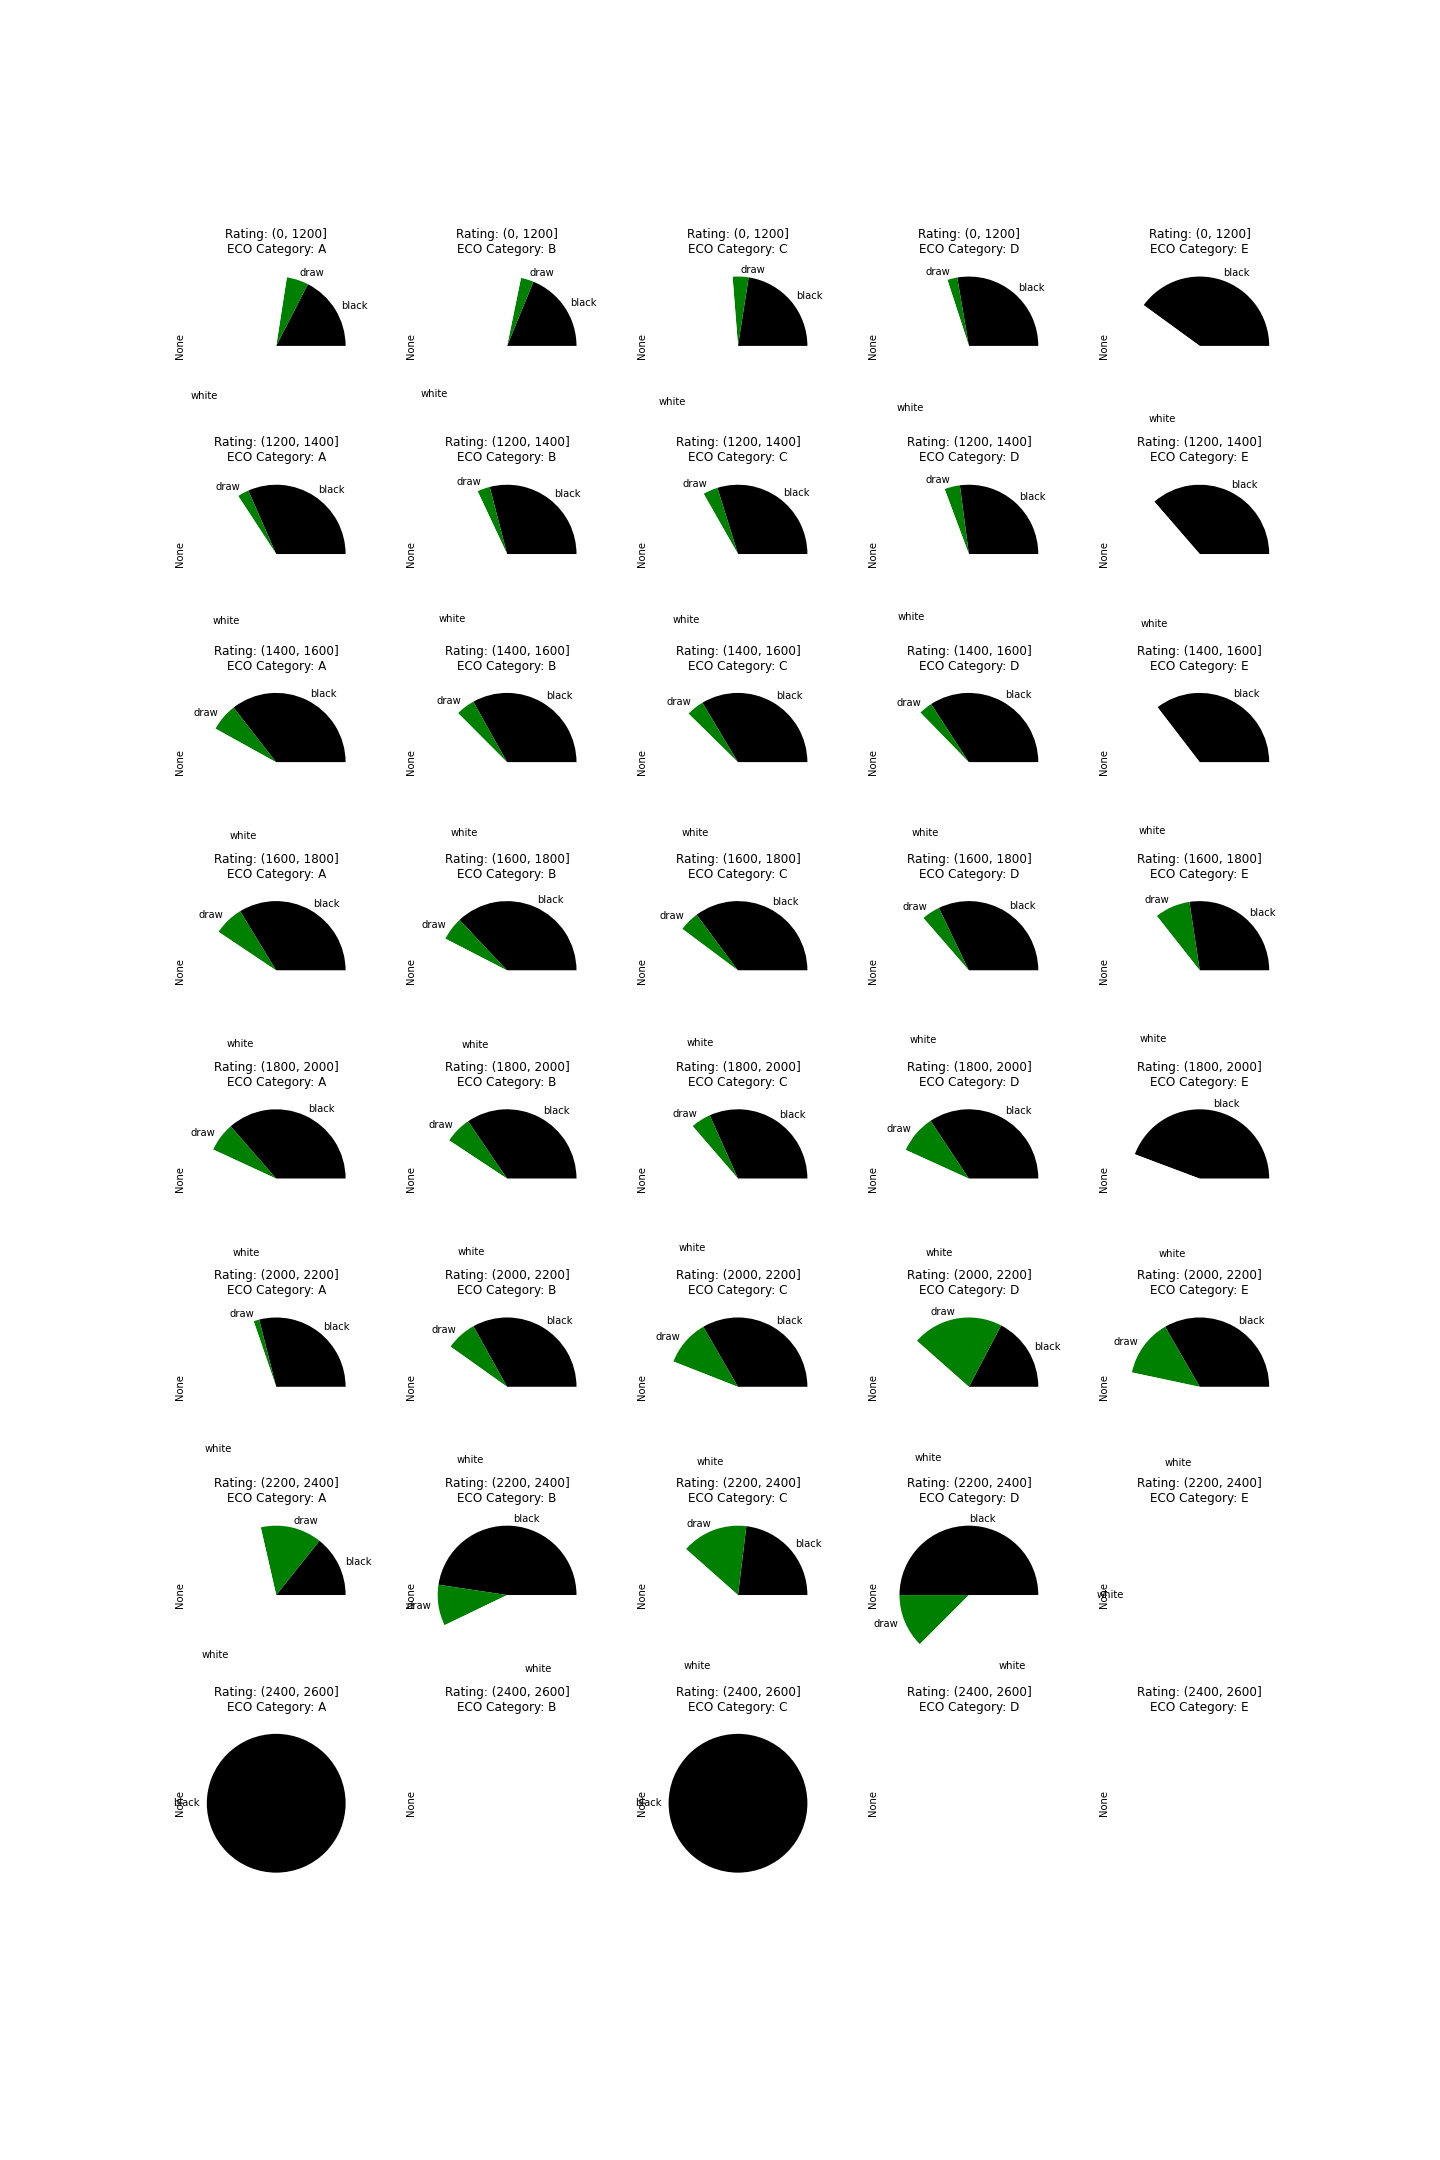 Rating: (0, 1200]
ECO Category: A
draw
black
None
white
Rating: (0, 1200]
ECO Category: B
draw
black
None
white
Rating: (0, 1200]
ECO Category: C
draw
black
None
white
Rating: (0, 1200]
ECO Category: D
draw
black
None
white
Rating: (0, 1200]
ECO Category: E
black
None
white
Rating: (1200, 1400]
ECO Category: A
draw
black
None
white
Rating: (1200, 1400]
ECO Category: B
draw
black
None
white
Rating: (1200, 1400]
ECO Category: C
draw
black
None
white
Rating: (1200, 1400]
ECO Category: D
draw
black
None
white
Rating: (1200, 1400]
ECO Category: E
black
None
white
Rating: (1400, 1600]
ECO Category: A
black
draw
None
white
Rating: (1400, 1600]
ECO Category: B
black
draw
None
white
Rating: (1400, 1600]
ECO Category: C
black
draw
None
white
Rating: (1400, 1600]
ECO Category: D
black
draw
None
white
Rating: (1400, 1600]
ECO Category: E
black
None
white
Rating: (1600, 1800]
ECO Category: A
black
draw
None
white
Rating: (1600, 1800]
ECO Category: B
black
draw
None
white
Rating: (1600, 1800]
ECO Category: C
black
draw
None
white
Rating: (1600, 1800]
ECO Category: D
black
draw
None
white
Rating: (1600, 1800]
ECO Category: E
draw
black
None
white
Rating: (1800, 2000]
ECO Category: A
black
draw
None
white
Rating: (1800, 2000]
ECO Category: B
black
draw
None
white
Rating: (1800, 2000]
ECO Category: C
draw
black
None
white
Rating: (1800, 2000]
ECO Category: D
black
draw
None
white
Rating: (1800, 2000]
ECO Category: E
black
None
white
Rating: (2000, 2200]
ECO Category: A
draw
black
None
white
Rating: (2000, 2200]
ECO Category: B
black
draw
None
white
Rating: (2000, 2200]
ECO Category: C
black
draw
None
white
Rating: (2000, 2200]
ECO Category: D
draw
black
None
white
Rating: (2000, 2200]
ECO Category: E
black
draw
None
white
Rating: (2200, 2400]
ECO Category: A
draw
black
None
white
Rating: (2200, 2400]
ECO Category: B
black
None
draw
white
Rating: (2200, 2400]
ECO Category: C
draw
black
None
white
Rating: (2200, 2400]
ECO Category: D
black
None
draw
white
Rating: (2200, 2400]
ECO Category: E
None
white
Rating: (2400, 2600]
ECO Category: A
None
black
Rating: (2400, 2600]
ECO Category: B
None
Rating: (2400, 2600]
ECO Category: C
None
black
Rating: (2400, 2600]
ECO Category: D
None
Rating: (2400, 2600]
ECO Category: E
None